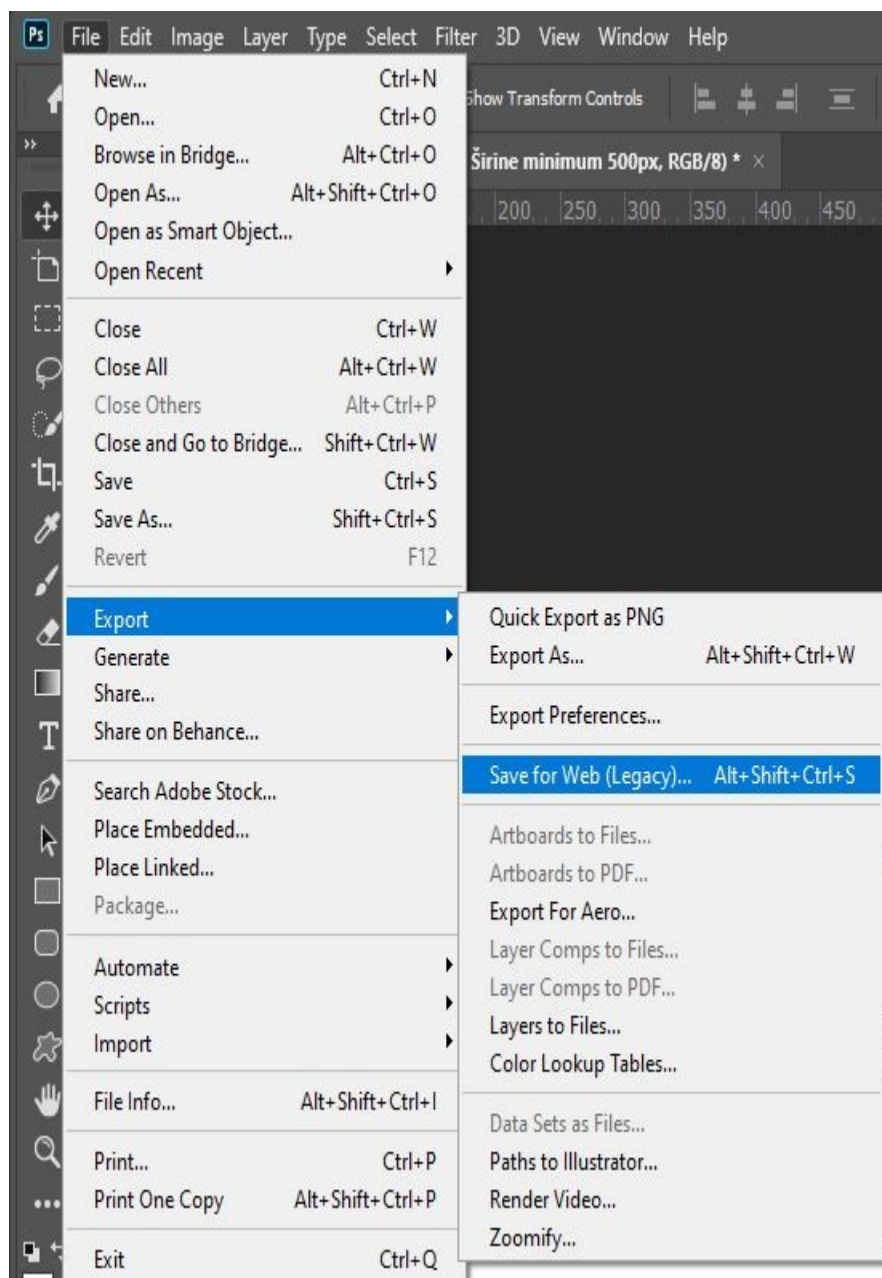 Ps File Edit Image Layer Type Select Filter 3D View Window Help
Show Transform Controls
Širine minimum 500px, RGB/8) * ×
200 250 300 350 400 450
New... Ctrl+N
Open... Ctrl+O
Browse in Bridge... Alt+Ctrl+O
Open As... Alt+Shift+Ctrl+O
Open as Smart Object...
Open Recent
Close Ctrl+W
Close All Alt+Ctrl+W
Close Others Alt+Ctrl+P
Close and Go to Bridge... Shift+Ctrl+W
Save Ctrl+S
Save As... Shift+Ctrl+S
Revert F12
Export
Generate
Share...
Share on Behance...
Search Adobe Stock...
Place Embedded...
Place Linked...
Package...
Automate
Scripts
Import
File Info... Alt+Shift+Ctrl+I
Print... Ctrl+P
Print One Copy Alt+Shift+Ctrl+P
Exit Ctrl+Q
Quick Export as PNG
Export As... Alt+Shift+Ctrl+W
Export Preferences...
Save for Web (Legacy)... Alt+Shift+Ctrl+S
Artboards to Files...
Artboards to PDF...
Export For Aero...
Layer Comps to Files...
Layer Comps to PDF...
Layers to Files...
Color Lookup Tables...
Data Sets as Files...
Paths to Illustrator...
Render Video...
Zoomify...